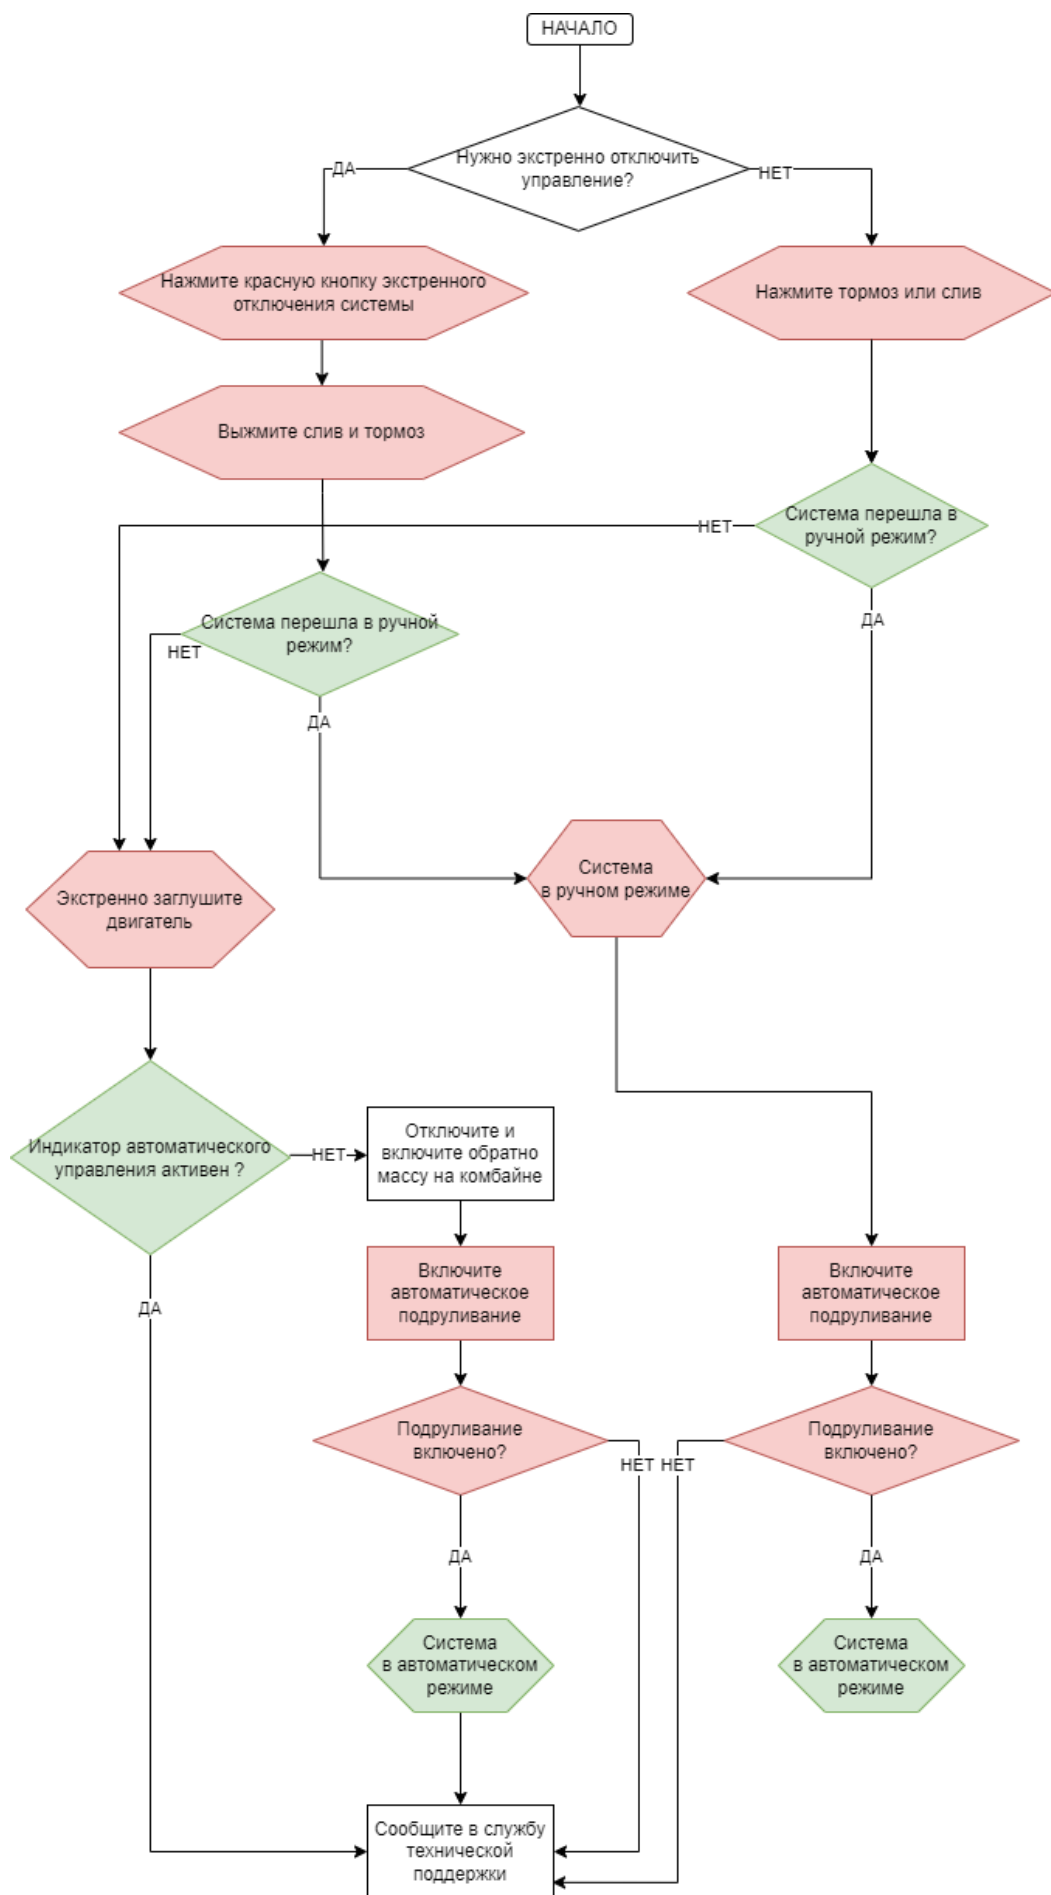 НАЧАЛО
Нужно экстренно отключить
управление?
ДА
НЕТ
Нажмите красную кнопку экстренного
отключения системы
Нажмите тормоз или слив
Выжмите слив и тормоз
Система перешла в
ручной режим?
НЕТ
ДА
Система перешла в ручной
режим?
НЕТ
ДА
Система
в ручном режиме
Экстренно заглушите
двигатель
Индикатор автоматического
управления активен ?
НЕТ
Отключите и
включите обратно
массу на комбайне
Включите
автоматическое
подруливание
Включите
автоматическое
подруливание
ДА
Подруливание
включено?
Подруливание
включено?
НЕТ
НЕТ
ДА
ДА
Система
в автоматическом
режиме
Система
в автоматическом
режиме
Сообщите в службу
технической
поддержки